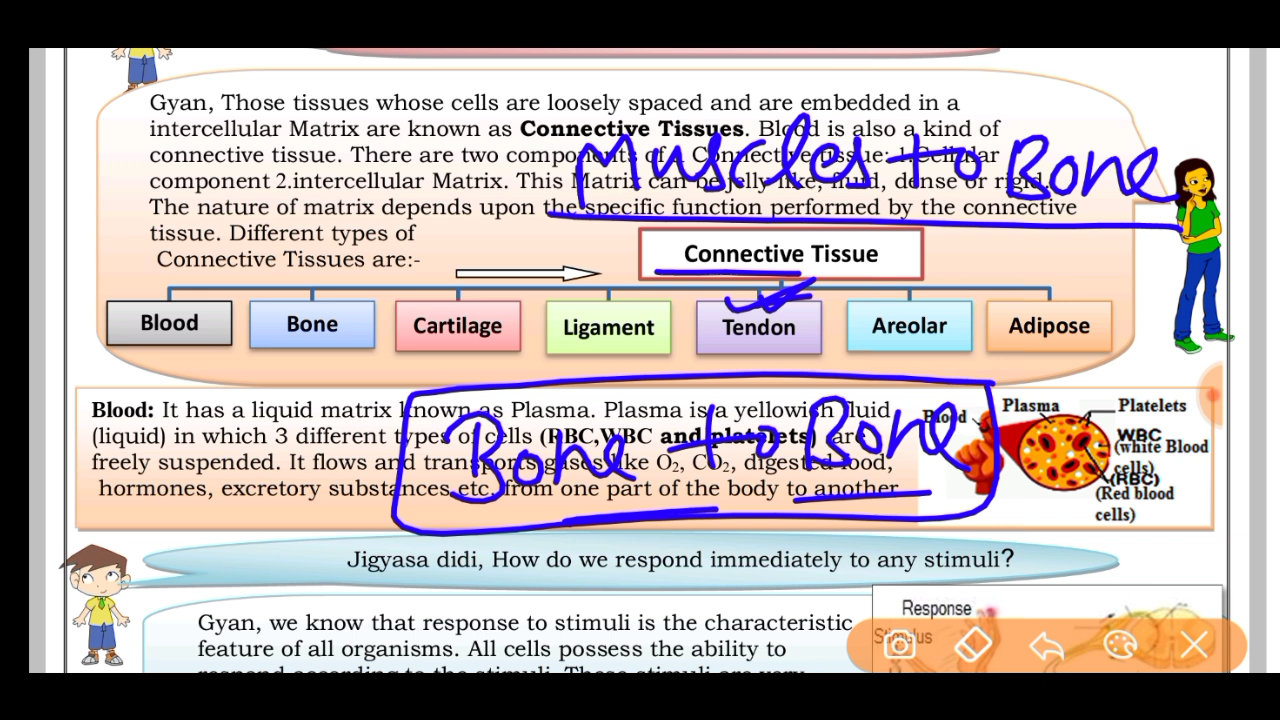 Gyan, Those tissues whose cells are loosely spaced and are embedded in a
intercellular Matrix are known as Connective Tissues. Blood is also a kind of
connective tissue. There are two components of a Connective tissue: 1.Cellular
component 2.intercellular Matrix. This Matrix can be jelly like, fluid, dense or rigid.
The nature of matrix depends upon the specific function performed by the connective
tissue. Different types of
Connective Tissues are:-
Muscles to Bone
Connective Tissue
Blood
Bone
Cartilage
Ligament
Tendon
Areolar
Adipose
Blood: It has a liquid matrix known as Plasma. Plasma is a yellowish fluid
(liquid) in which 3 different types of cells (RBC,WBC and platelets) are
freely suspended. It flows and transports gases like O₂, CO₂, digested food,
hormones, excretory substances etc. from one part of the body to another
Bone to Bone
Blood
Plasma
Platelets
WBC
(white Blood
cells)
(RBC)
(Red blood
cells)
Jigyasa didi, How do we respond immediately to any stimuli?
Gyan, we know that response to stimuli is the characteristic
feature of all organisms. All cells possess the ability to
respond according to the stimuli. These stimuli are very
Response
Stimulus